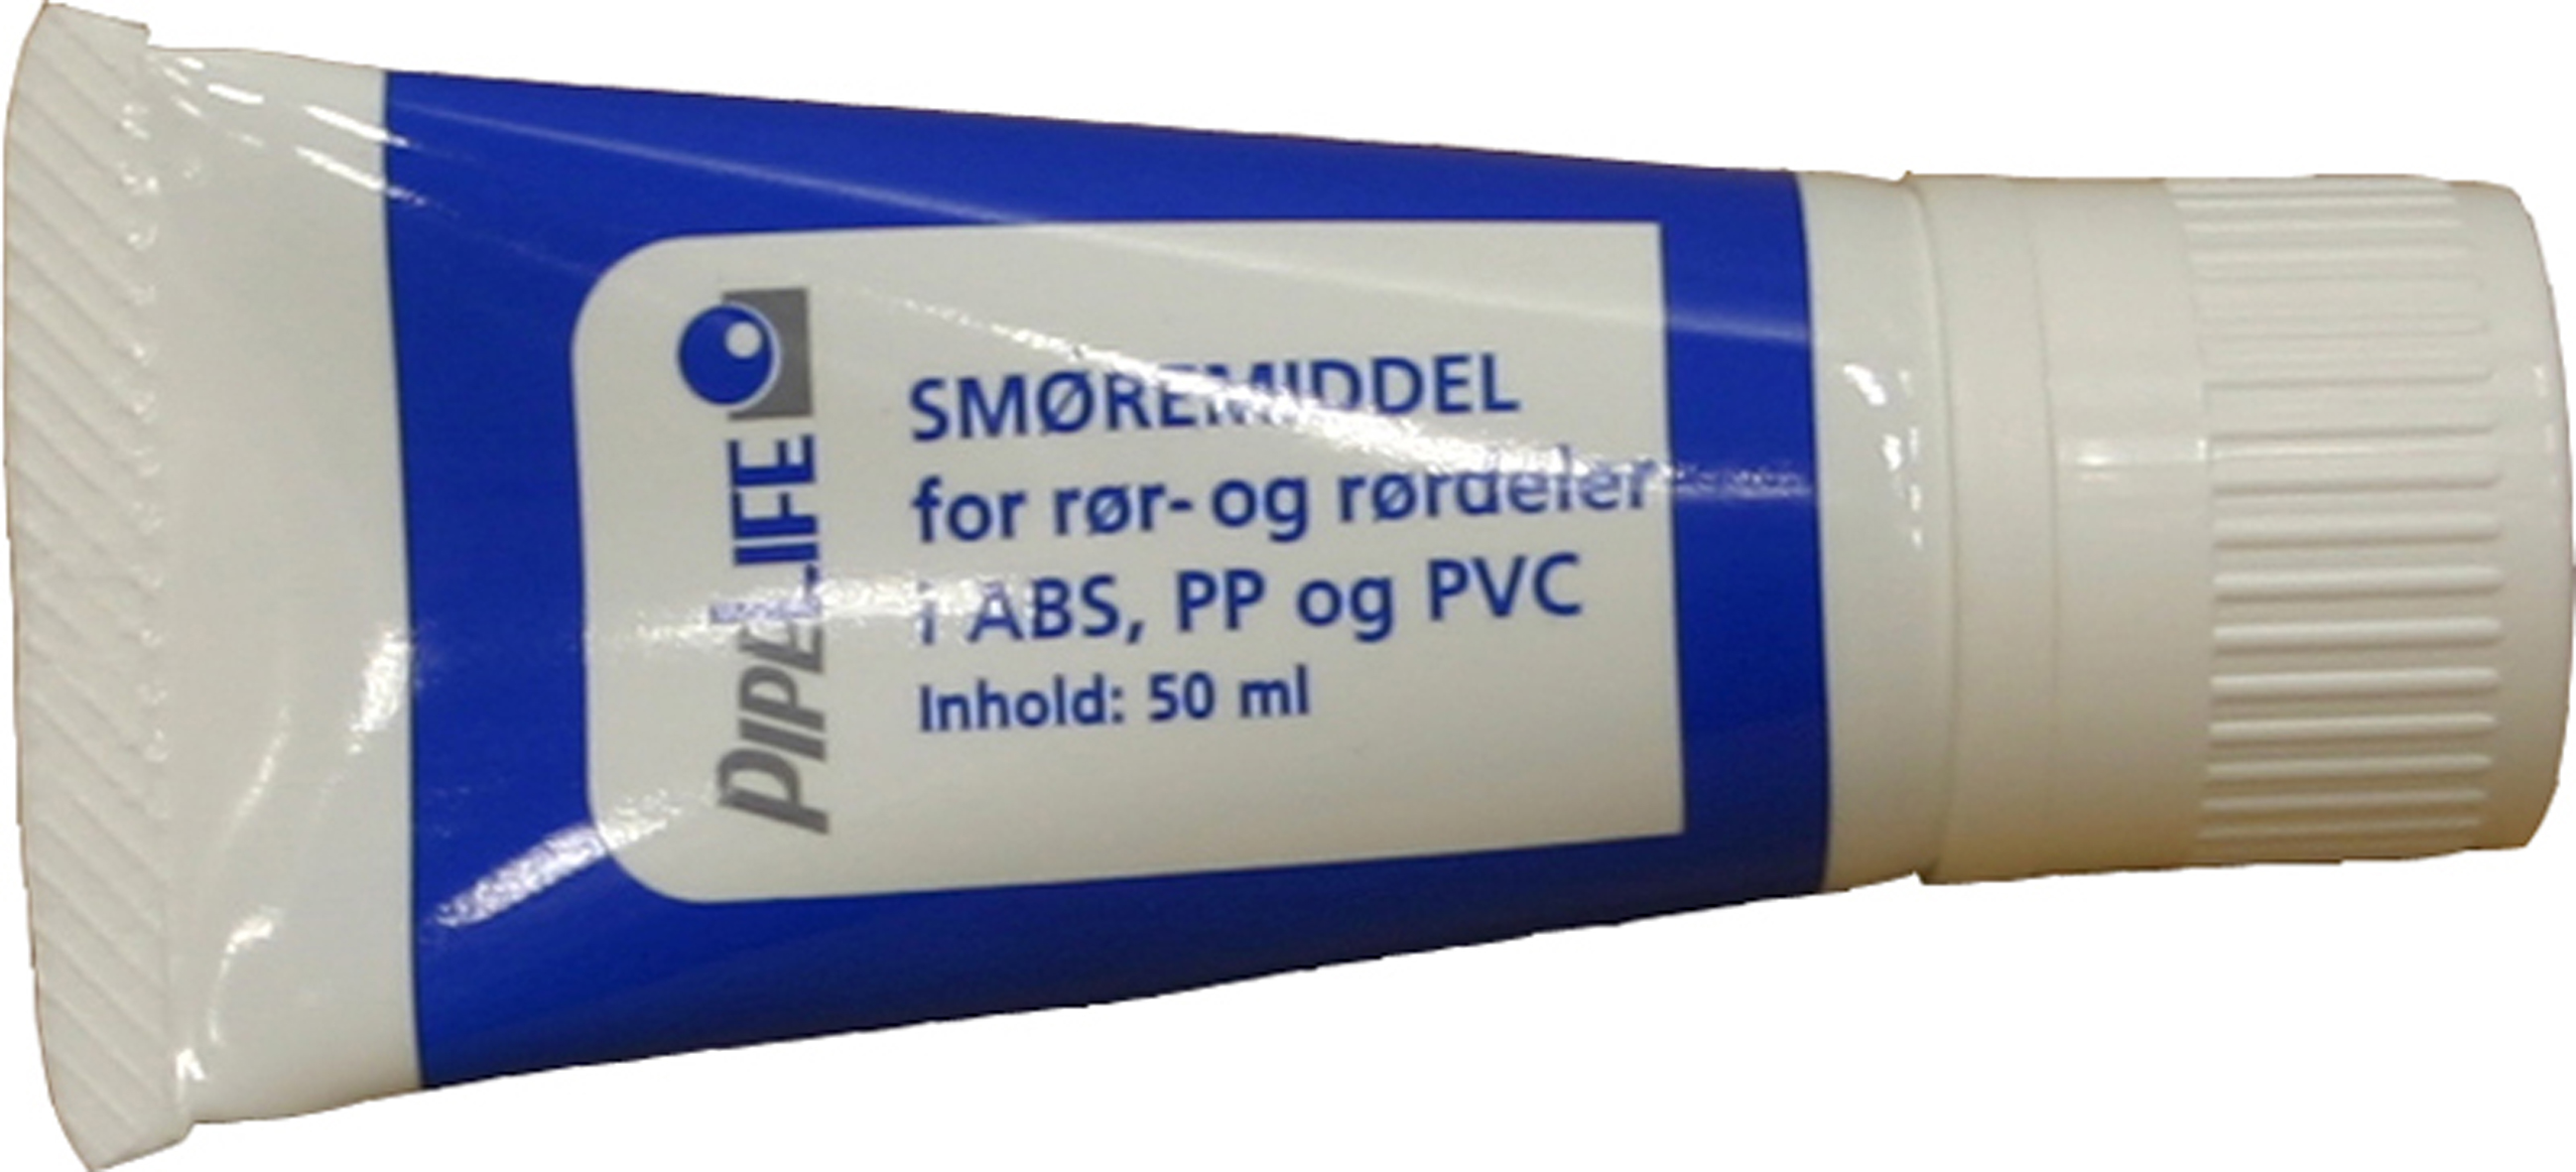 PIPELIFE
SMØREMIDDEL
for rør- og rørdeler
i ABS, PP og PVC
Inhold: 50 ml